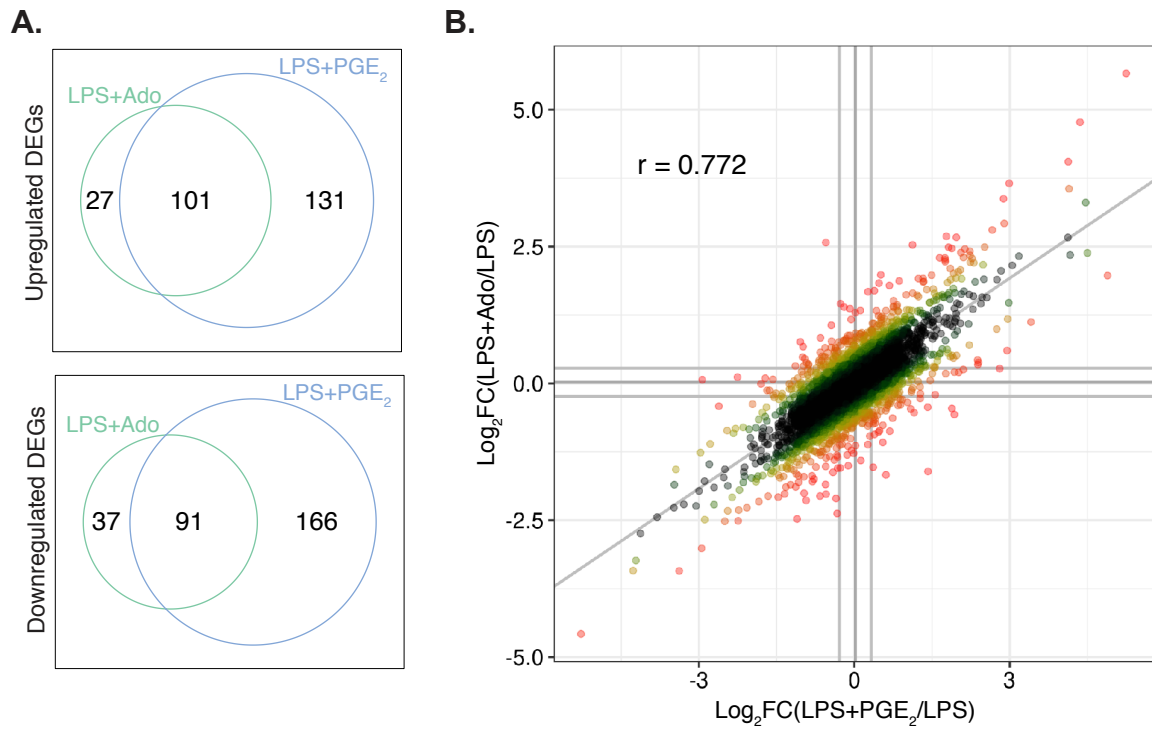 A.
Upregulated DEGs
LPS+Ado
LPS+PGE₂
27
101
131
Downregulated DEGs
LPS+Ado
LPS+PGE₂
37
91
166
B.
Log₂FC(LPS+Ado/LPS)
5.0
2.5
0.0
-2.5
-5.0
r = 0.772
-3
0
3
Log₂FC(LPS+PGE₂/LPS)